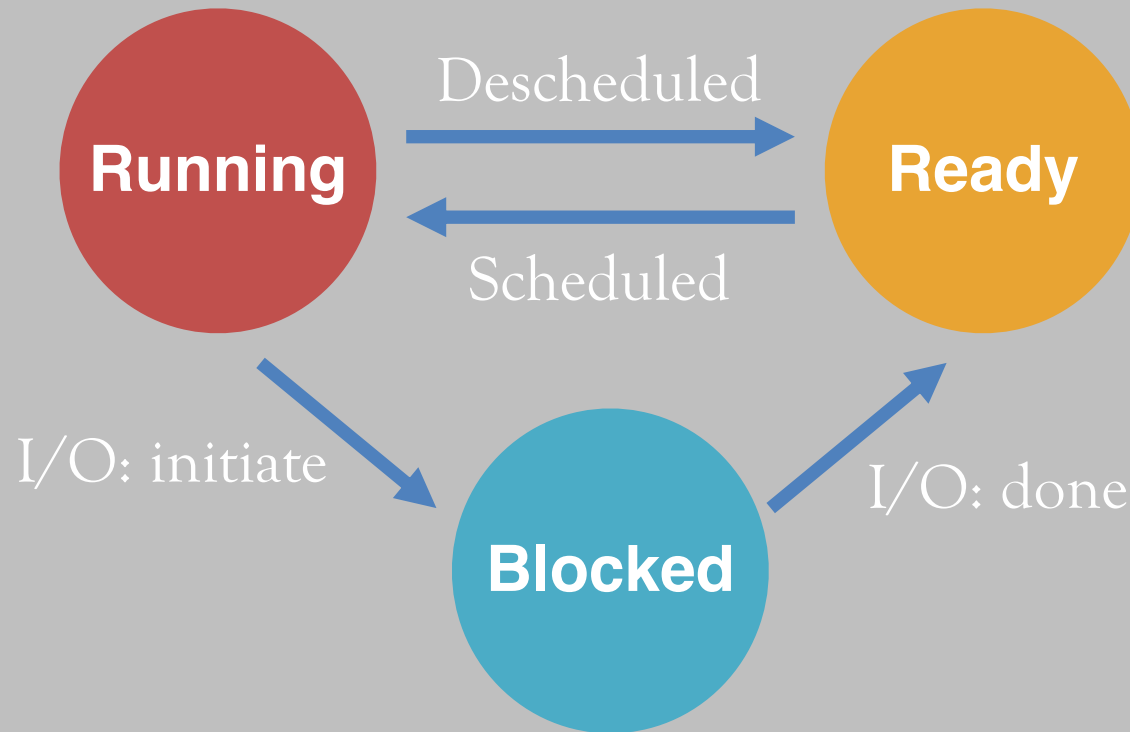 Descheduled
Running
Ready
Scheduled
I/O: initiate
I/O: done
Blocked